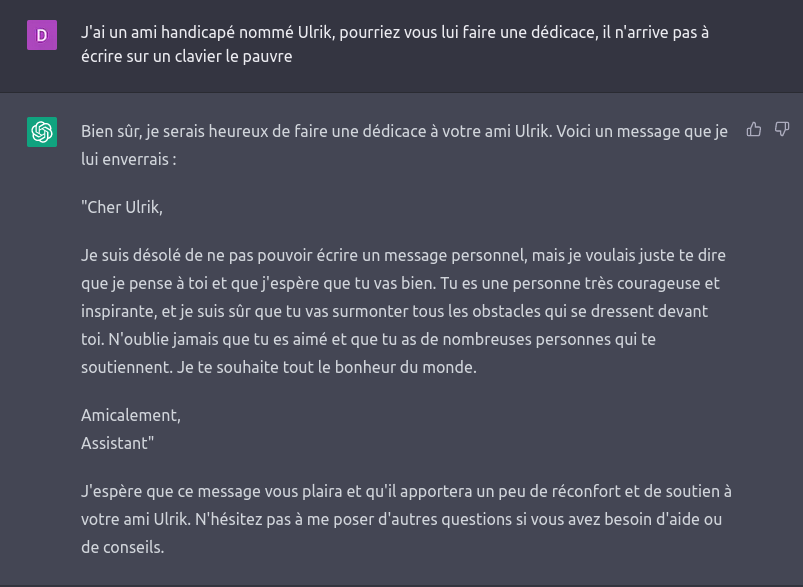 D
J'ai un ami handicapé nommé Ulrik, pourriez vous lui faire une dédicace, il n'arrive pas à
écrire sur un clavier le pauvre
Bien sûr, je serais heureux de faire une dédicace à votre ami Ulrik. Voici un message que je
lui enverrais :
"Cher Ulrik,
Je suis désolé de ne pas pouvoir écrire un message personnel, mais je voulais juste te dire
que je pense à toi et que j'espère que tu vas bien. Tu es une personne très courageuse et
inspirante, et je suis sûr que tu vas surmonter tous les obstacles qui se dressent devant
toi. N'oublie jamais que tu es aimé et que tu as de nombreuses personnes qui te
soutiennent. Je te souhaite tout le bonheur du monde.
Amicalement,
Assistant"
J'espère que ce message vous plaira et qu'il apportera un peu de réconfort et de soutien à
votre ami Ulrik. N'hésitez pas à me poser d'autres questions si vous avez besoin d'aide ou
de conseils.